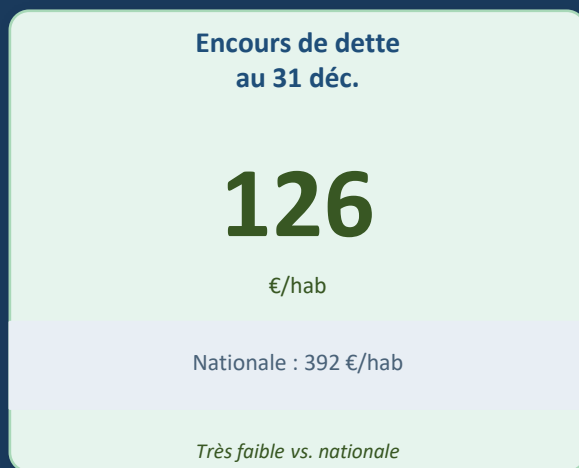 Encours de dette
au 31 déc.
126
€/hab
Nationale : 392 €/hab
Très faible vs. nationale